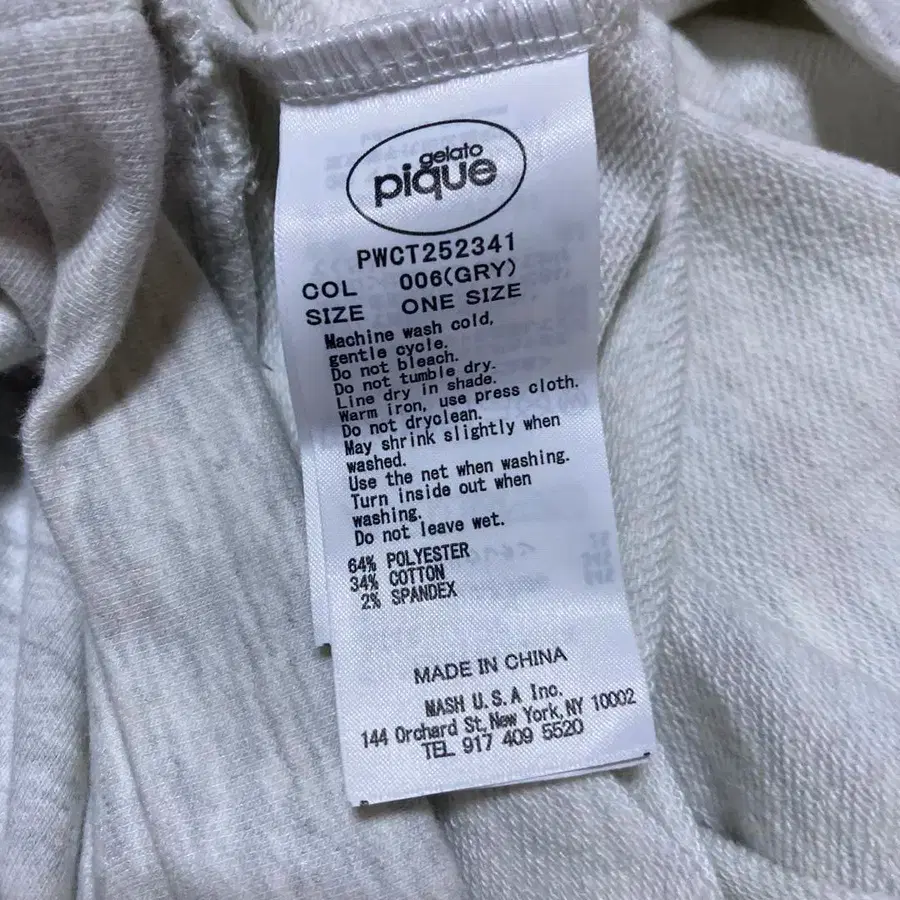 gelato
pique
PWCT252341
COL 006(GRY)
SIZE ONE SIZE
Machine wash cold,
gentle cycle.
Do not bleach.
Do not tumble dry.
Line dry in shade.
Warm iron, use press cloth.
Do not dryclean.
May shrink slightly when
washed.
Use the net when washing.
Turn inside out when
washing.
Do not leave wet.
64% POLYESTER
34% COTTON
2% SPANDEX
MADE IN CHINA
MASH U.S.A Inc.
144 Orchard St, New York, NY 10002
TEL 917 409 5520